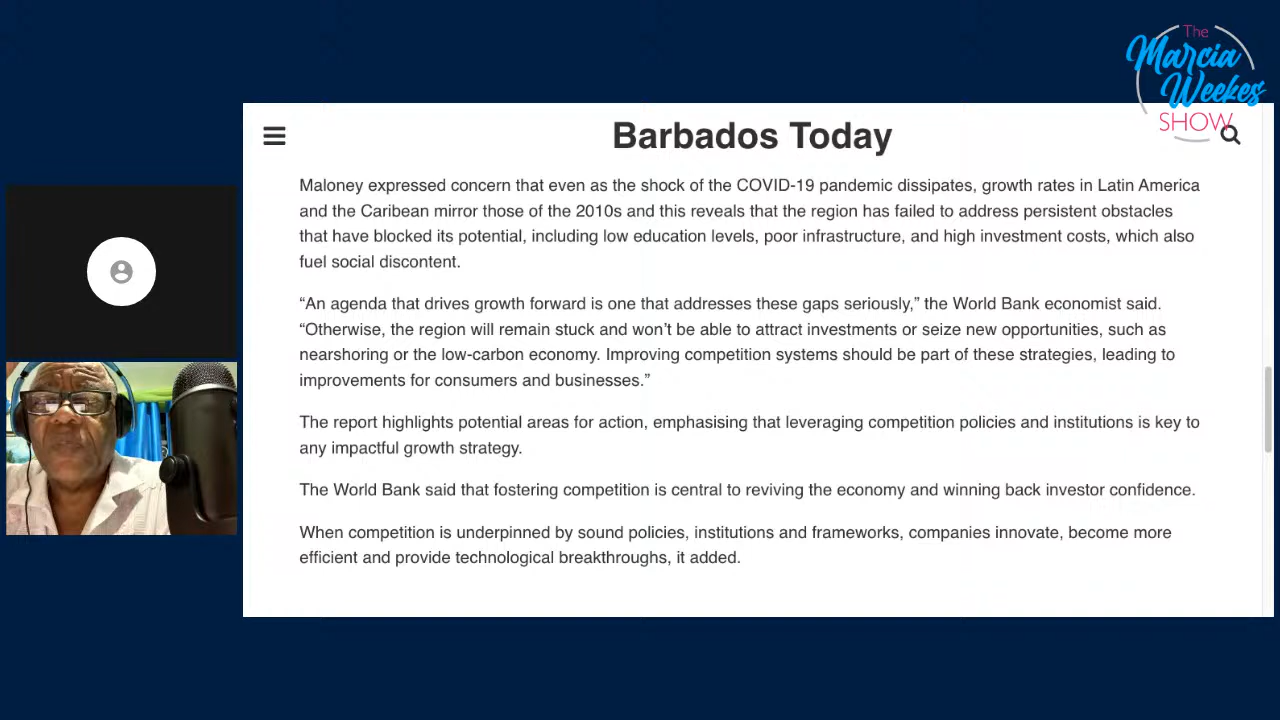 The
Marcia
Weekes
SHOW
Barbados Today
Maloney expressed concern that even as the shock of the COVID-19 pandemic dissipates, growth rates in Latin America
and the Caribean mirror those of the 2010s and this reveals that the region has failed to address persistent obstacles
that have blocked its potential, including low education levels, poor infrastructure, and high investment costs, which also
fuel social discontent.
“An agenda that drives growth forward is one that addresses these gaps seriously,” the World Bank economist said.
“Otherwise, the region will remain stuck and won’t be able to attract investments or seize new opportunities, such as
nearshoring or the low-carbon economy. Improving competition systems should be part of these strategies, leading to
improvements for consumers and businesses.”
The report highlights potential areas for action, emphasising that leveraging competition policies and institutions is key to
any impactful growth strategy.
The World Bank said that fostering competition is central to reviving the economy and winning back investor confidence.
When competition is underpinned by sound policies, institutions and frameworks, companies innovate, become more
efficient and provide technological breakthroughs, it added.